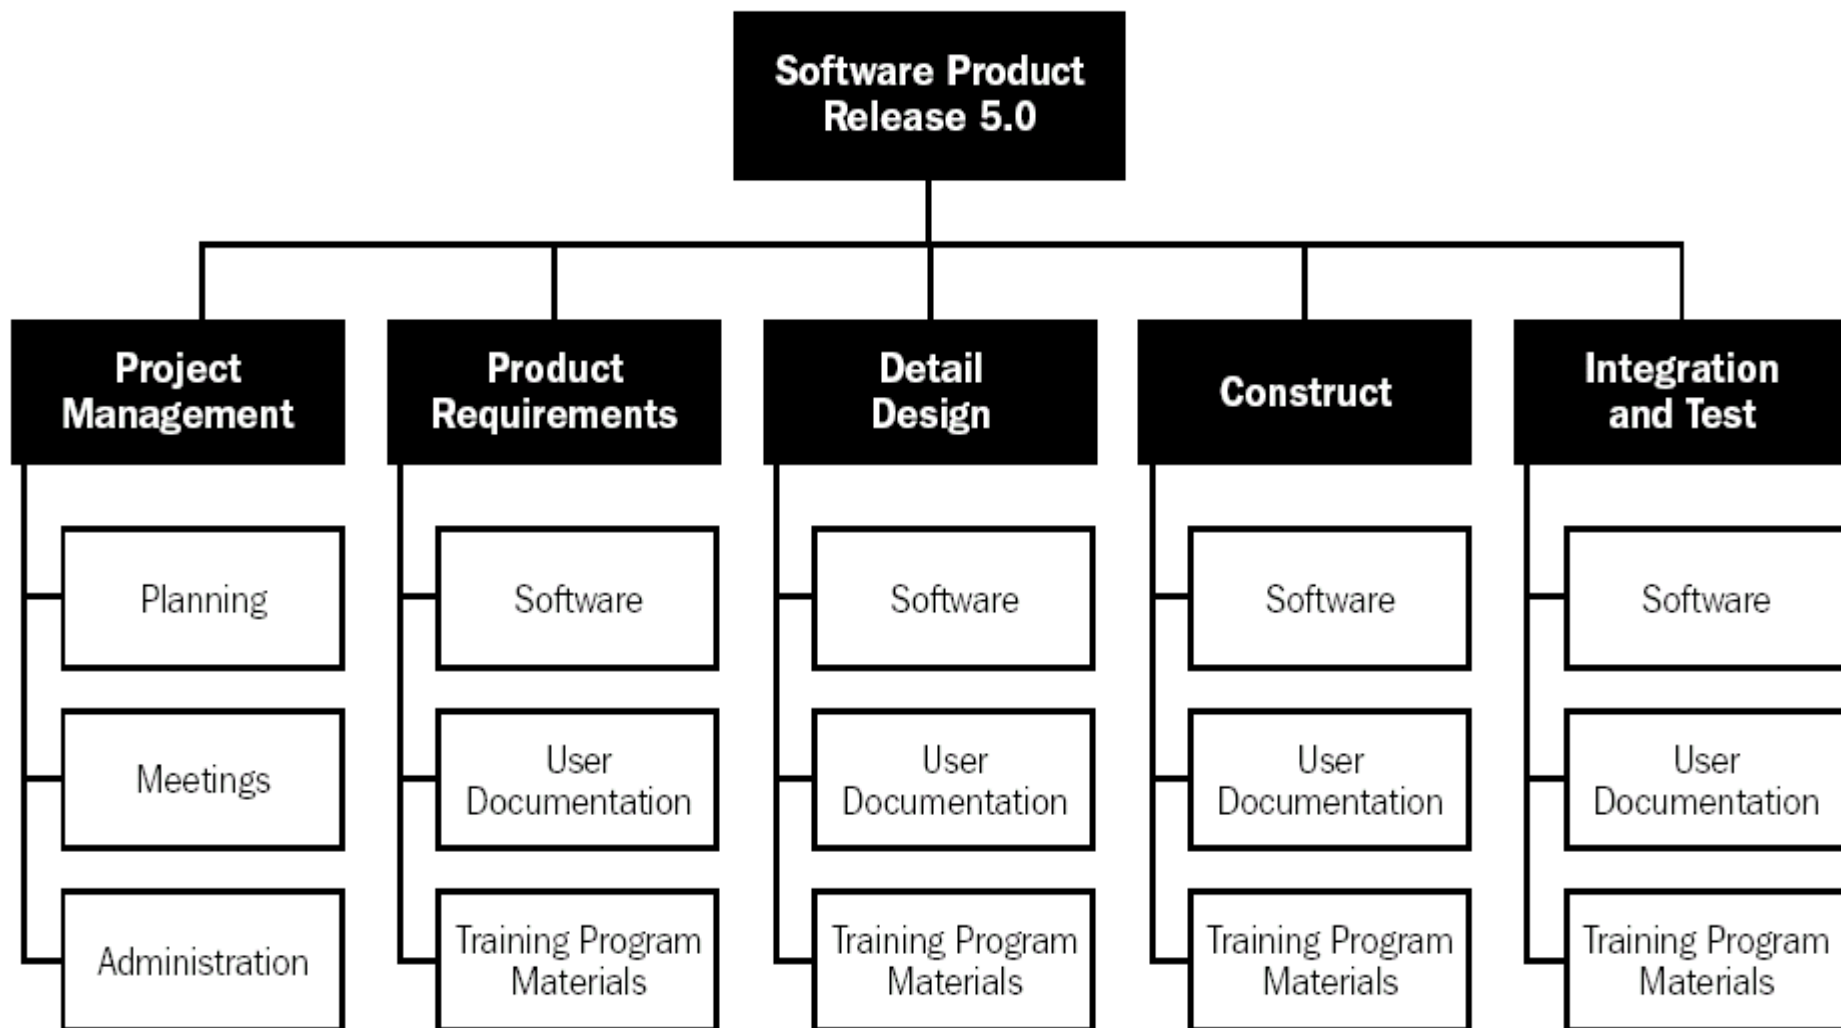 Software Product
Release 5.0
Project
Management
Product
Requirements
Detail
Design
Construct
Integration
and Test
Planning
Software
Software
Software
Software
Meetings
User
Documentation
User
Documentation
User
Documentation
User
Documentation
Administration
Training Program
Materials
Training Program
Materials
Training Program
Materials
Training Program
Materials